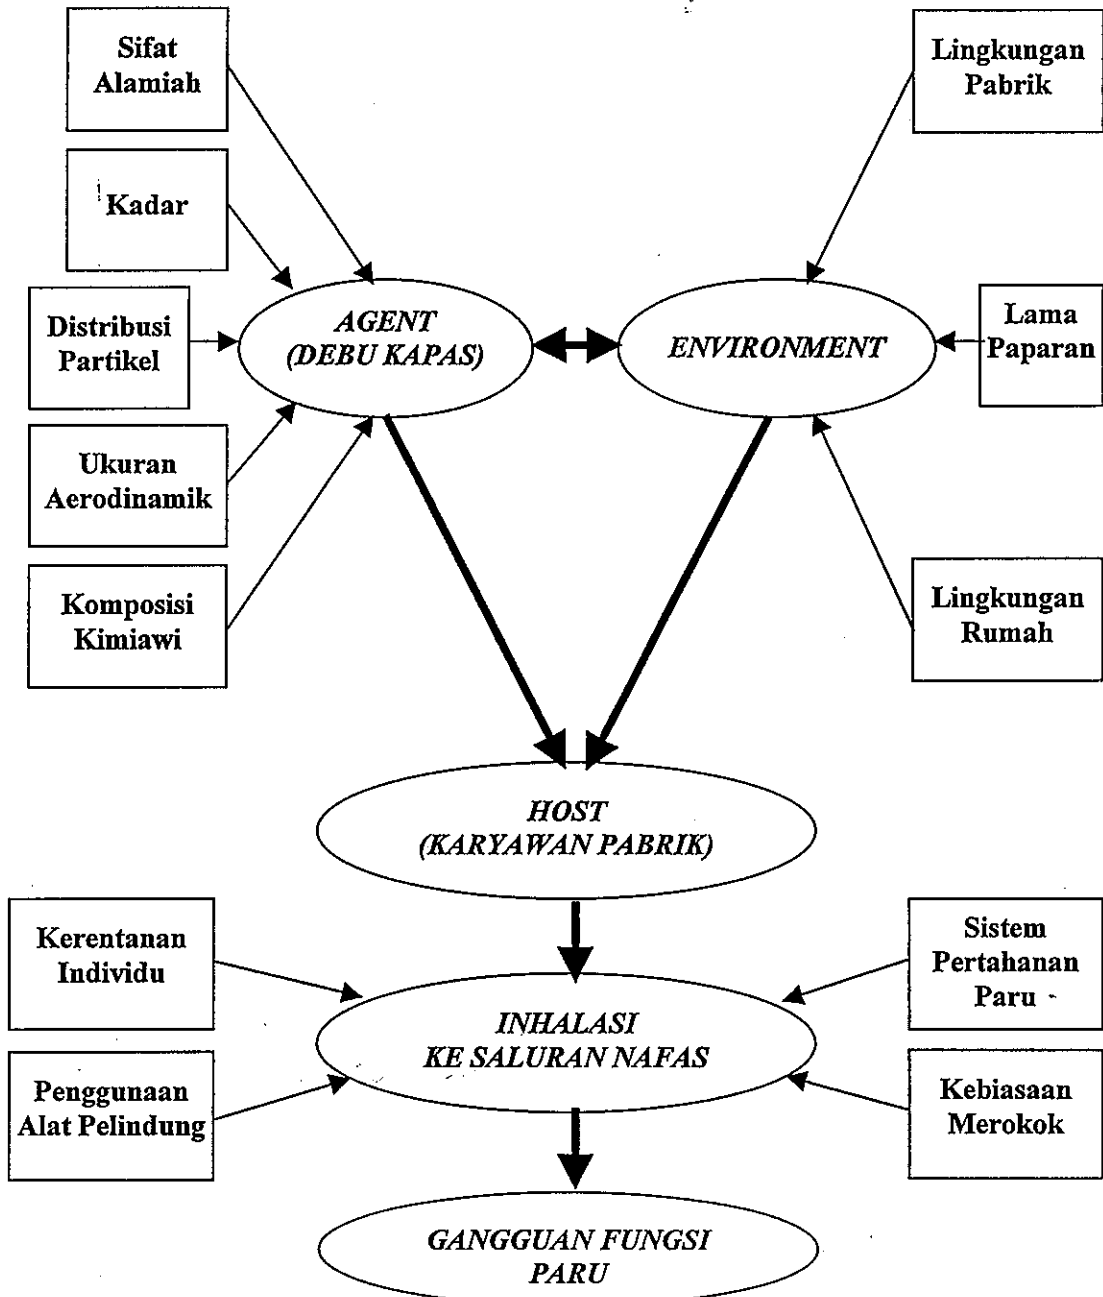 Sifat
Alamiah
Lingkungan
Pabrik
Kadar
Distribusi
Partikel
AGENT
(DEBU KAPAS)
ENVIRONMENT
Lama
Paparan
Ukuran
Aerodinamik
Komposisi
Kimiawi
Lingkungan
Rumah
HOST
(KARYAWAN PABRIK)
Kerentanan
Individu
Sistem
Pertahanan
Paru
INHALASI
KE SALURAN NAFAS
Penggunaan
Alat Pelindung
Kebiasaan
Merokok
GANGGUAN FUNGSI
PARU